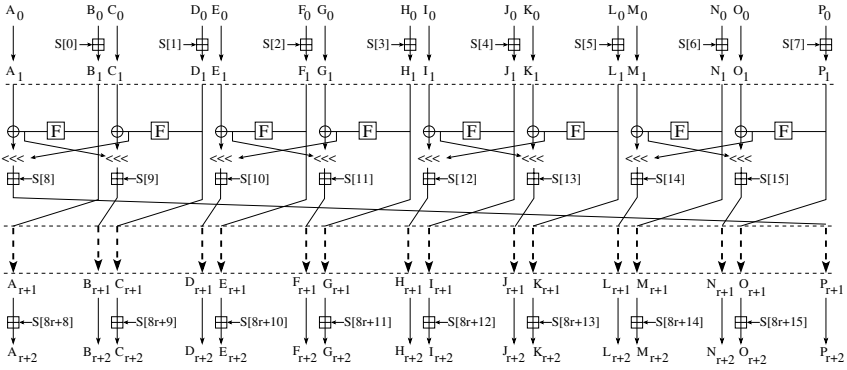 A0 B0 C0 D0 E0 F0 G0 H0 I0 J0 K0 L0 M0 N0 O0 P0
S[0] S[1] S[2] S[3] S[4] S[5] S[6] S[7]
A1 B1 C1 D1 E1 F1 G1 H1 I1 J1 K1 L1 M1 N1 O1 P1
F F F F F F F F
<<< <<< <<< <<< <<< <<< <<< <<<
S[8] S[9] S[10] S[11] S[12] S[13] S[14] S[15]
Ar+1 Br+1 Cr+1 Dr+1 Er+1 Fr+1 Gr+1 Hr+1 Ir+1 Jr+1 Kr+1 Lr+1 Mr+1 Nr+1 Or+1 Pr+1
S[8r+8] S[8r+9] S[8r+10] S[8r+11] S[8r+12] S[8r+13] S[8r+14] S[8r+15]
Ar+2 Br+2 Cr+2 Dr+2 Er+2 Fr+2 Gr+2 Hr+2 Ir+2 Jr+2 Kr+2 Lr+2 Mr+2 Nr+2 Or+2 Pr+2